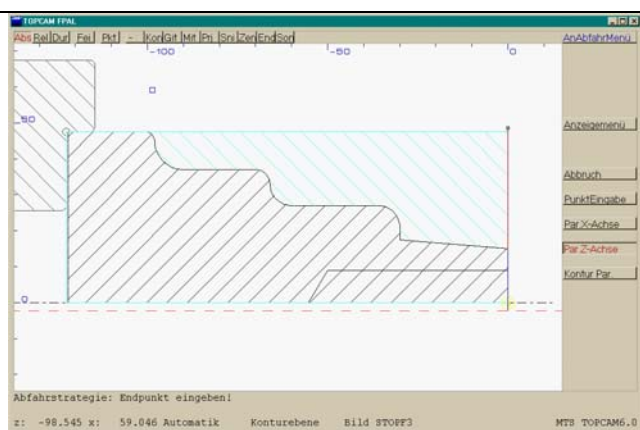 TOPCAM FPAL
Abs Rel Dur Fei Pkt - Kon Git Mit Pn Sni Zen End Son
AnAbfahrMenü
-100 -50 0
50
Anzeigemenü
Abbruch
PunktEingabe
Par X-Achse
Par Z-Achse
Kontur Par.
0
Abfahrstrategie: Endpunkt eingeben!
z: -98.545 x: 59.046 Automatik Konturebene Bild STOPF3 MTS TOPCAM6.0